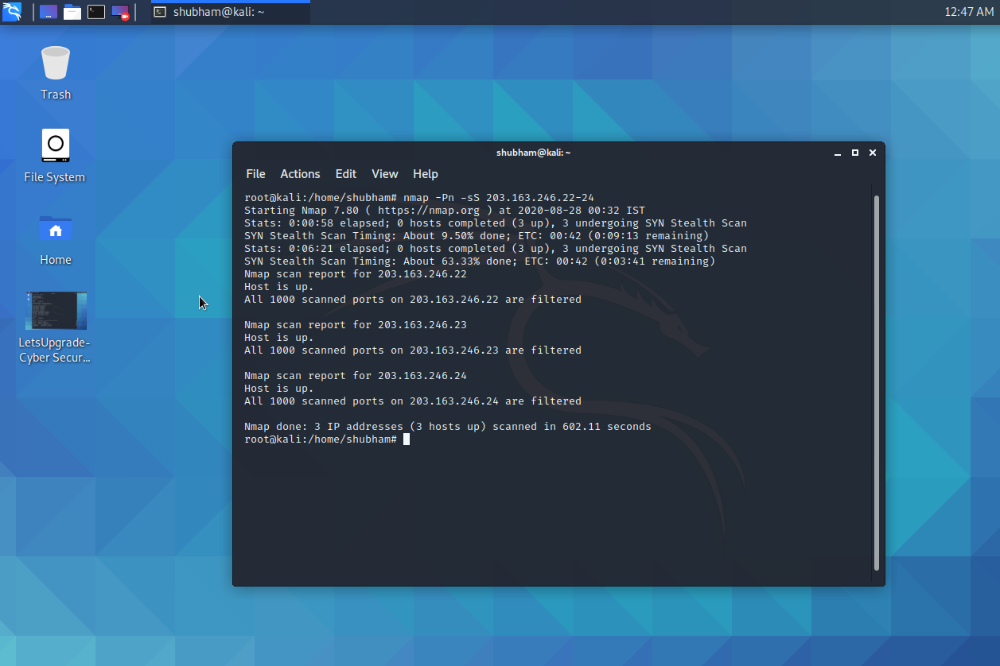 shubham@kali: ~
12:47 AM
Trash
File System
Home
LetsUpgrade-
Cyber Secur...
shubham@kali: ~
File Actions Edit View Help
root@kali:/home/shubham# nmap -Pn -sS 203.163.246.22-24
Starting Nmap 7.80 ( https://nmap.org ) at 2020-08-28 00:32 IST
Stats: 0:00:58 elapsed; 0 hosts completed (3 up), 3 undergoing SYN Stealth Scan
SYN Stealth Scan Timing: About 9.50% done; ETC: 00:42 (0:09:13 remaining)
Stats: 0:06:21 elapsed; 0 hosts completed (3 up), 3 undergoing SYN Stealth Scan
SYN Stealth Scan Timing: About 63.33% done; ETC: 00:42 (0:03:41 remaining)
Nmap scan report for 203.163.246.22
Host is up.
All 1000 scanned ports on 203.163.246.22 are filtered
Nmap scan report for 203.163.246.23
Host is up.
All 1000 scanned ports on 203.163.246.23 are filtered
Nmap scan report for 203.163.246.24
Host is up.
All 1000 scanned ports on 203.163.246.24 are filtered
Nmap done: 3 IP addresses (3 hosts up) scanned in 602.11 seconds
root@kali:/home/shubham#